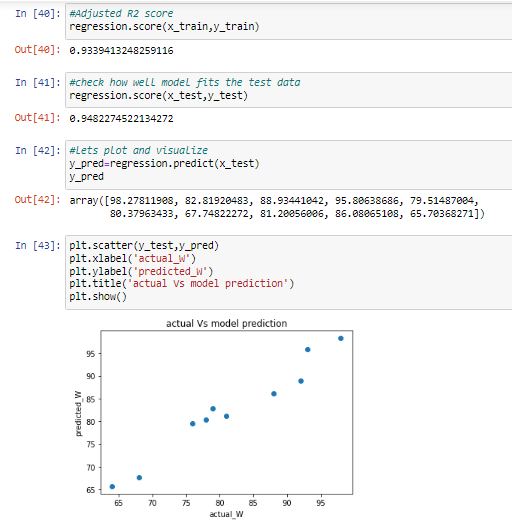 In [40]: #Adjusted R2 score
regression.score(x_train,y_train)
Out[40]: 0.9339413248259116
In [41]: #check how well model fits the test data
regression.score(x_test,y_test)
Out[41]: 0.9482274522134272
In [42]: #Lets plot and visualize
y_pred=regression.predict(x_test)
y_pred
Out[42]: array([98.27811908, 82.81920483, 88.93441042, 95.80638686, 79.51487004,
80.37963433, 67.74822272, 81.20056006, 86.08065108, 65.70368271])
In [43]: plt.scatter(y_test,y_pred)
plt.xlabel('actual_W')
plt.ylabel('predicted_W')
plt.title('actual Vs model prediction')
plt.show()
actual Vs model prediction
95
90
85
80
75
70
65
predicted_W
65 70 75 80 85 90 95
actual_W